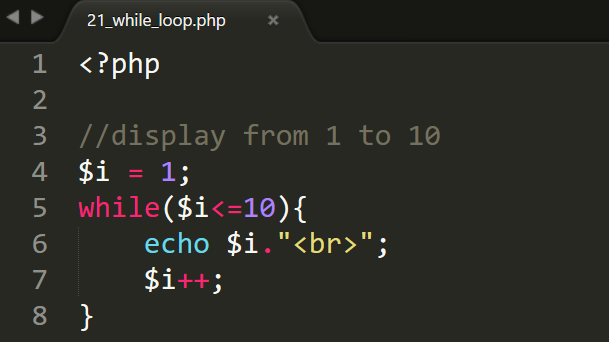 21_while_loop.php ×
1 <?php
2
3 //display from 1 to 10
4 $i = 1;
5 while($i<=10){
6     echo $i."<br>";
7     $i++;
8 }